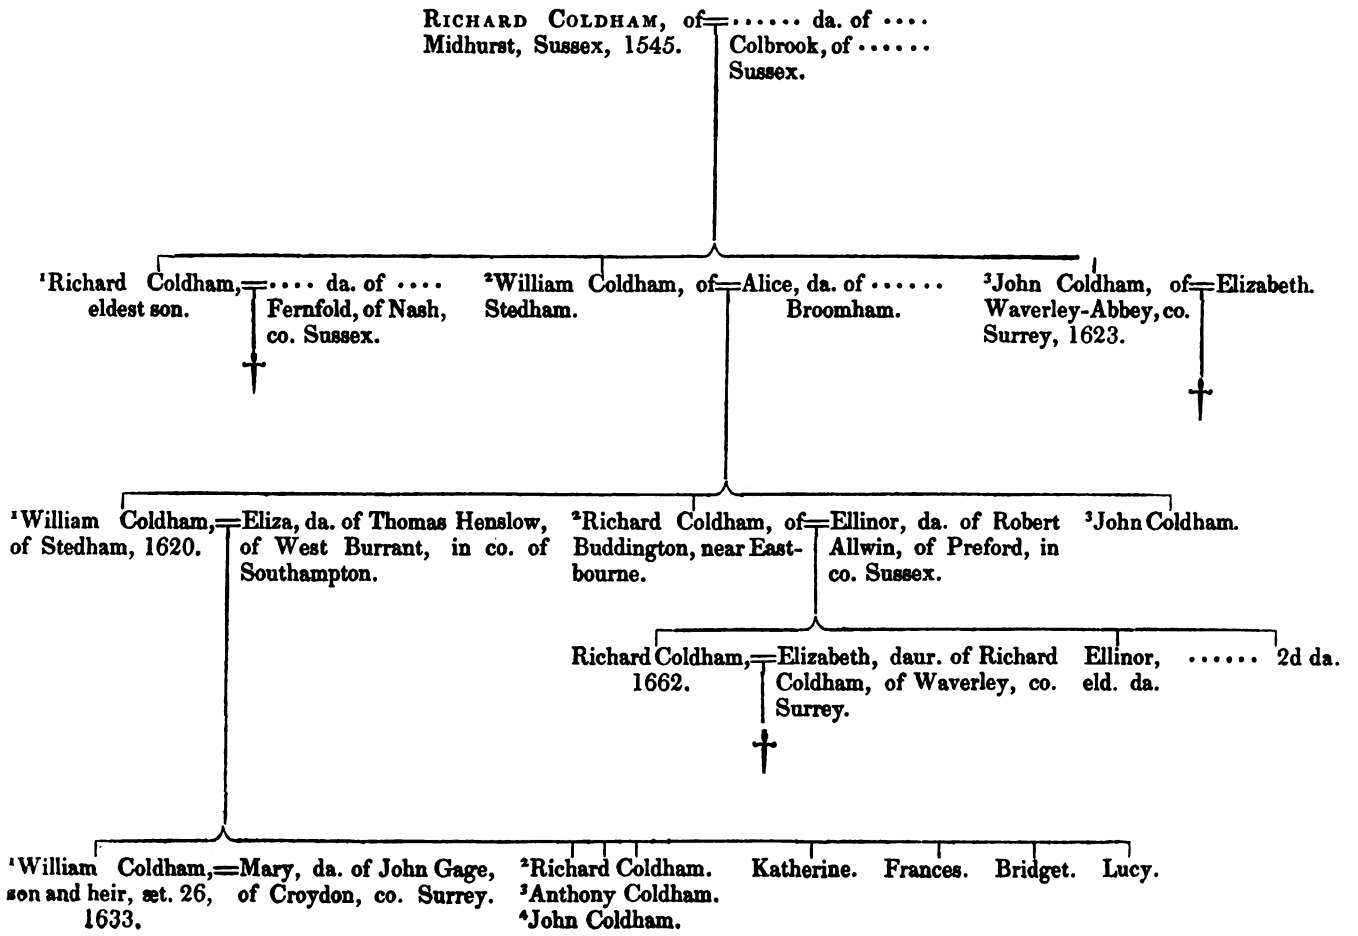 RICHARD COLDHAM, of=...... da. of ....
Midhurst, Sussex, 1545. Colbrook, of ......
Sussex.
¹Richard Coldham,=.... da. of ....
eldest son. Fernfold, of Nash,
co. Sussex.
²William Coldham, of=Alice, da. of ......
Stedham. Broomham.
³John Coldham, of=Elizabeth.
Waverley-Abbey, co.
Surrey, 1623.
¹William Coldham,=Eliza, da. of Thomas Henslow,
of Stedham, 1620. of West Burrant, in co. of
Southampton.
²Richard Coldham, of=Ellinor, da. of Robert
Buddington, near East- Allwin, of Preford, in
bourne. co. Sussex.
³John Coldham.
Richard Coldham,=Elizabeth, daur. of Richard
1662. Coldham, of Waverley, co.
Surrey.
Ellinor,
eld. da.
...... 2d da.
¹William Coldham,=Mary, da. of John Gage,
son and heir, æt. 26, of Croydon, co. Surrey.
1633.
²Richard Coldham.
³Anthony Coldham.
⁴John Coldham.
Katherine. Frances. Bridget. Lucy.